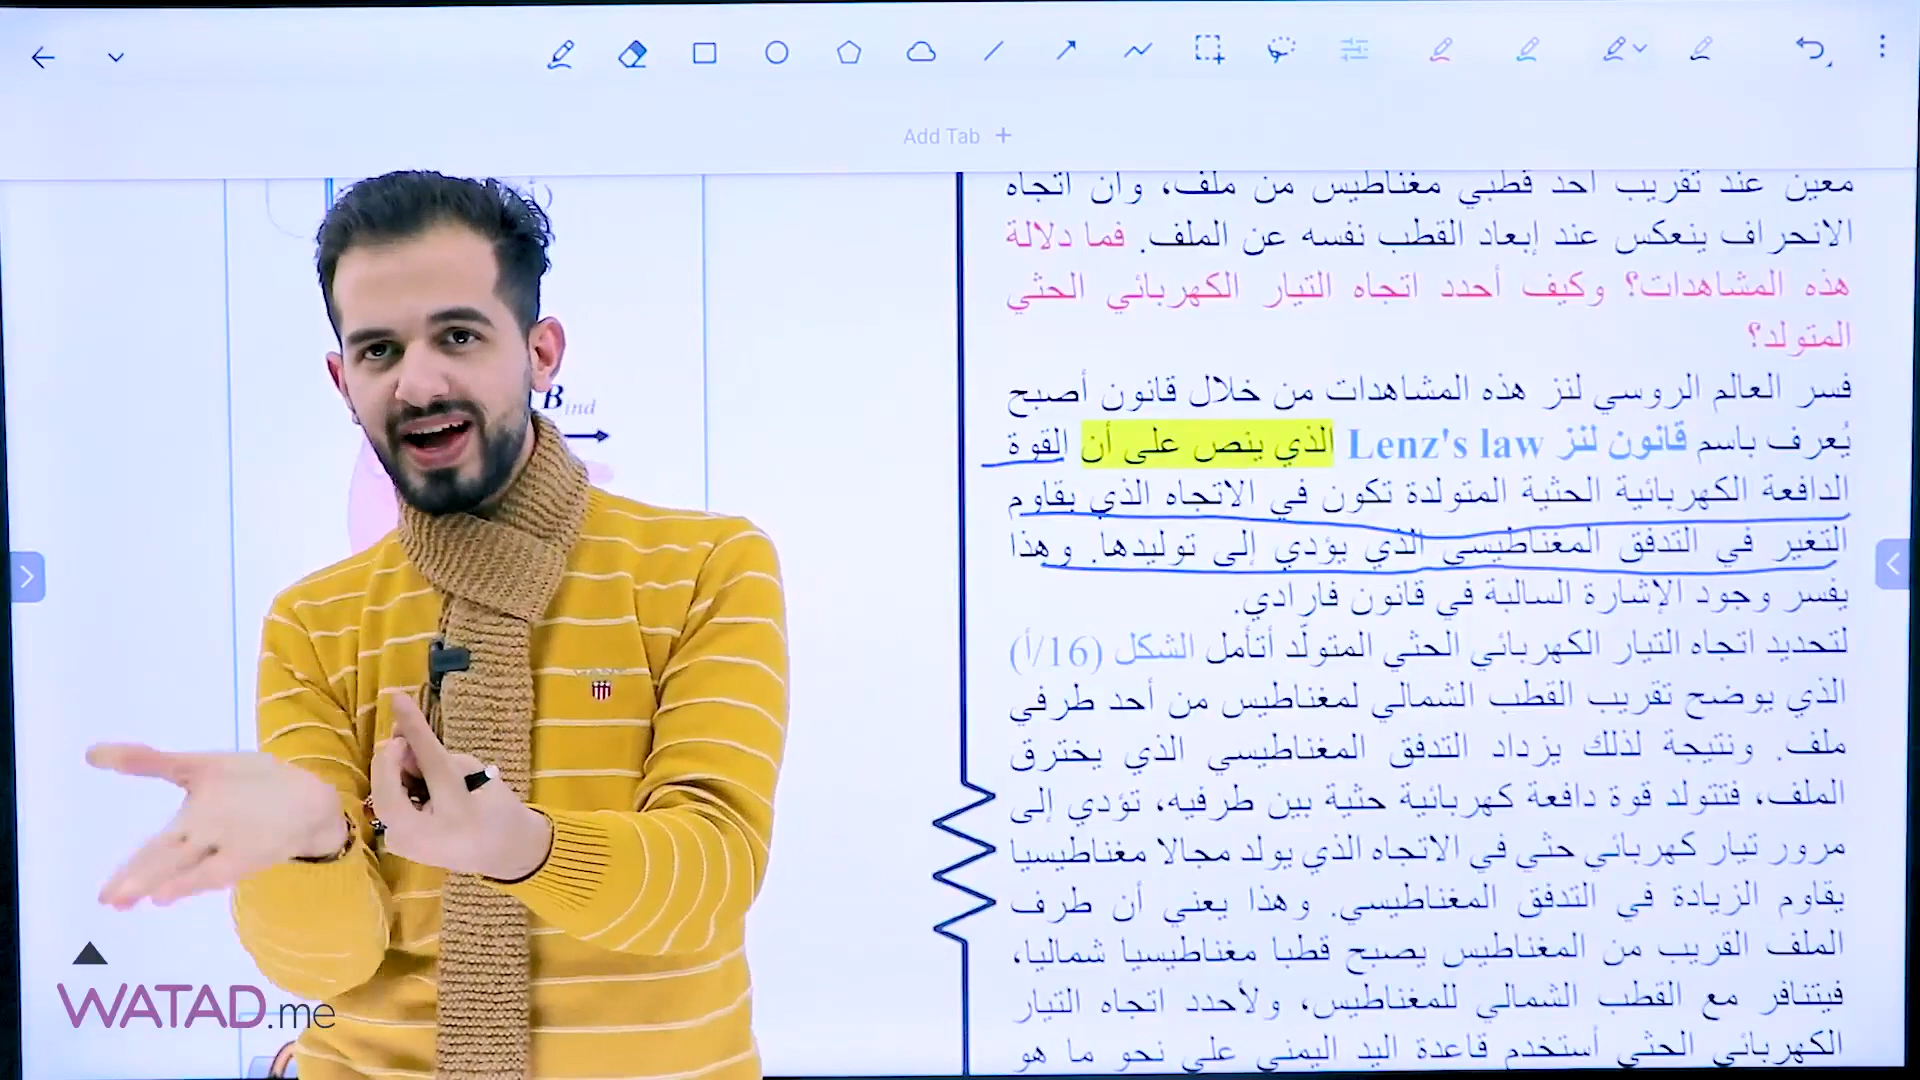 Add Tab +
معين عند تقريب أحد قطبي مغناطيس من ملف، وأن اتجاه
الانحراف ينعكس عند إبعاد القطب نفسه عن الملف. فما دلالة
هذه المشاهدات؟ وكيف أحدد اتجاه التيار الكهربائي الحثي
المتولد؟
فسر العالم الروسي لنز هذه المشاهدات من خلال قانون أصبح
يُعرف باسم قانون لنز Lenz's law الذي ينص على أن القوة
الدافعة الكهربائية الحثية المتولدة تكون في الاتجاه الذي يقاوم
التغير في التدفق المغناطيسي الذي يؤدي إلى توليدها. وهذا
يفسر وجود الإشارة السالبة في قانون فارادي.
لتحديد اتجاه التيار الكهربائي الحثي المتولّد أتأمل الشكل (16/أ)
الذي يوضح تقريب القطب الشمالي لمغناطيس من أحد طرفي
ملف. ونتيجة لذلك يزداد التدفق المغناطيسي الذي يخترق
الملف، فتتولد قوة دافعة كهربائية حثية بين طرفيه، تؤدي إلى
مرور تيار كهربائي حثي في الاتجاه الذي يولد مجالا مغناطيسيا
يقاوم الزيادة في التدفق المغناطيسي. وهذا يعني أن طرف
الملف القريب من المغناطيس يصبح قطبا مغناطيسيا شماليا،
فيتنافر مع القطب الشمالي للمغناطيس، ولأحدد اتجاه التيار
الكهربائي الحثي أستخدم قاعدة اليد اليمنى على نحو ما هو
B ind
WATAD.me